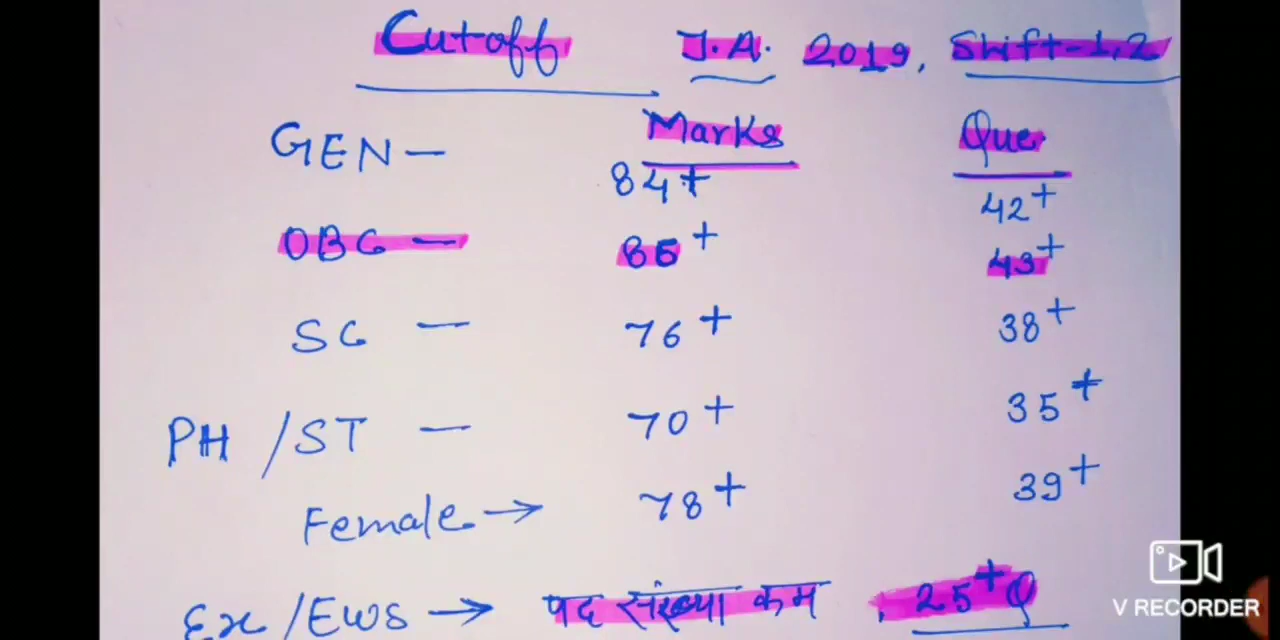 Cutoff J.A. 2019, Shift-1,2
Marks Que.
GEN - 84+ 42+
OBC - 86+ 43+
SC - 76+ 38+
PH /ST - 70+ 35+
Female → 78+ 39+
Ex/EWS → पद संख्या कम , 25+Q
V RECORDER